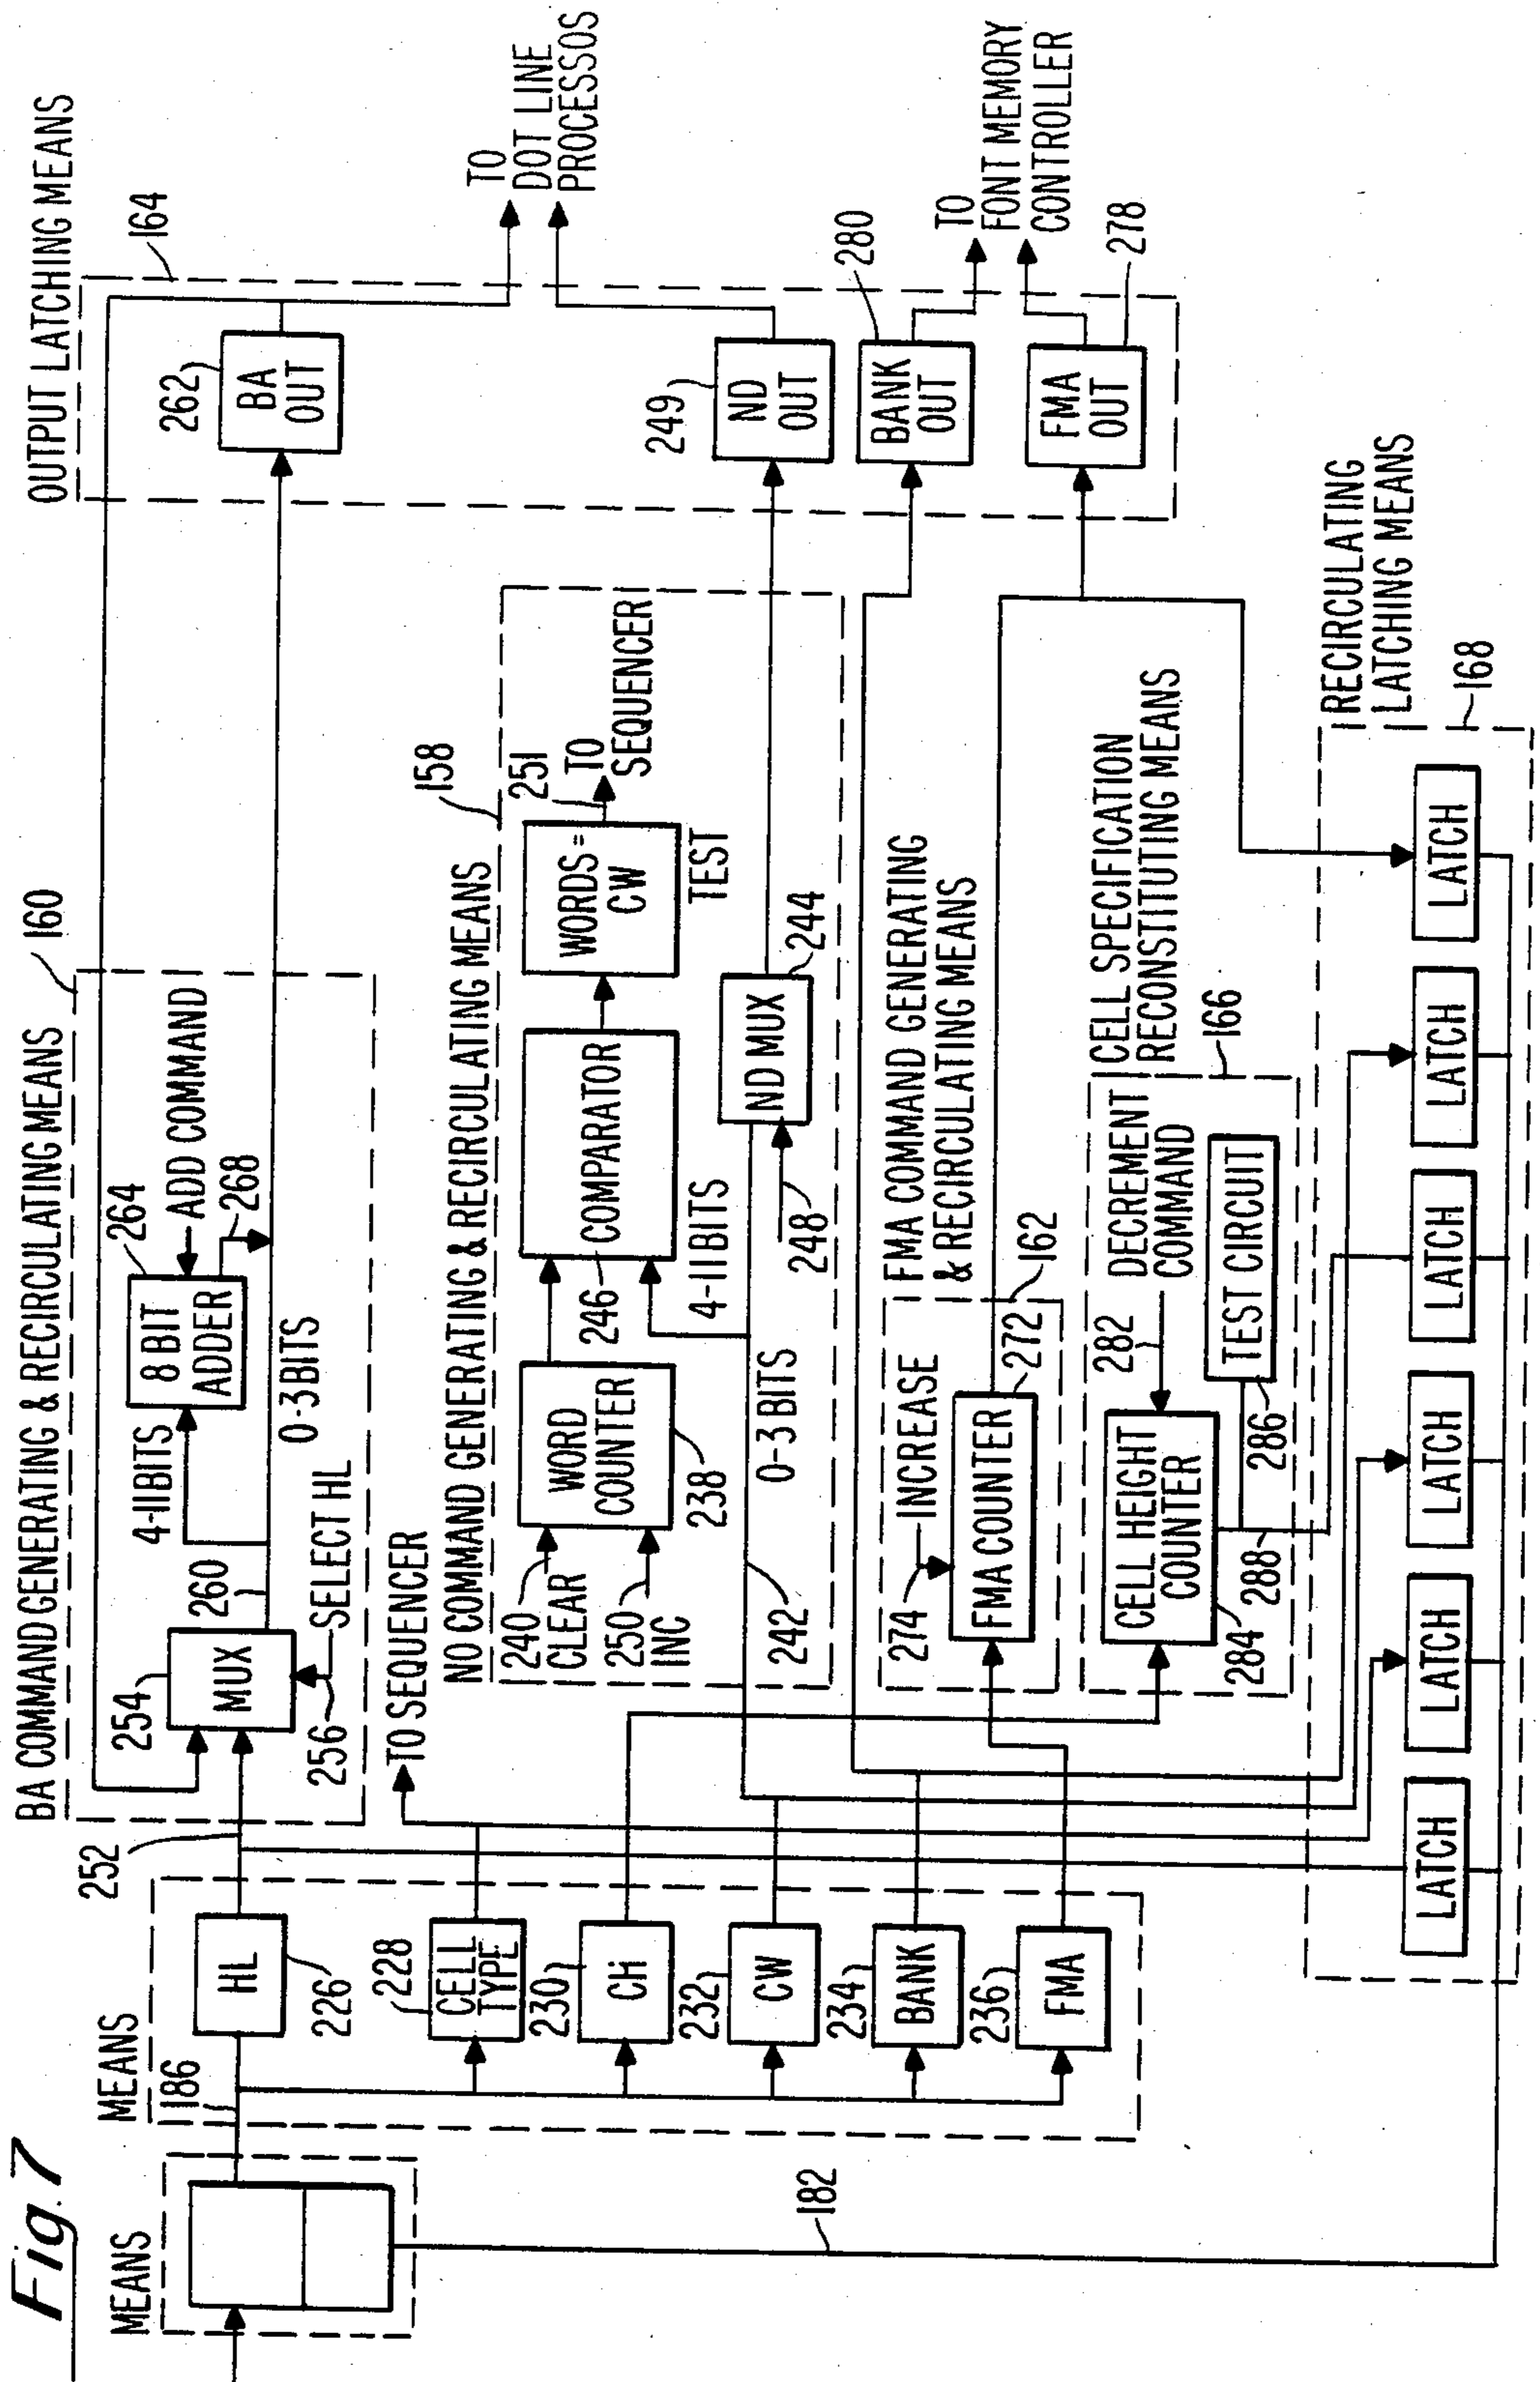 Fig. 7
MEANS
182
MEANS
186
HL
226
CELL
TYPE
228
CH
230
CW
232
BANK
234
FMA
236
252
TO SEQUENCER
BA COMMAND GENERATING & RECIRCULATING MEANS
160
254
MUX
256
SELECT HL
260
4-11BITS
0-3BITS
8 BIT
ADDER
264
ADD COMMAND
268
NO COMMAND GENERATING & RECIRCULATING MEANS
158
240
CLEAR
250
INC
WORD
COUNTER
238
242
0-3 BITS
4-11BITS
COMPARATOR
246
248
ND MUX
244
WORDS=
CW
TEST
251
TO
SEQUENCER
FMA COMMAND GENERATING
& RECIRCULATING MEANS
162
274
INCREASE
FMA COUNTER
272
CELL SPECIFICATION
RECONSTITUTING MEANS
166
282
DECREMENT
COMMAND
CELL HEIGHT
COUNTER
284
288
286
TEST CIRCUIT
OUTPUT LATCHING MEANS
164
262
BA
OUT
249
ND
OUT
BANK
OUT
280
FMA
OUT
278
TO
DOT LINE
PROCESSOS
TO
FONT MEMORY
CONTROLLER
RECIRCULATING
LATCHING MEANS
168
LATCH
LATCH
LATCH
LATCH
LATCH
LATCH